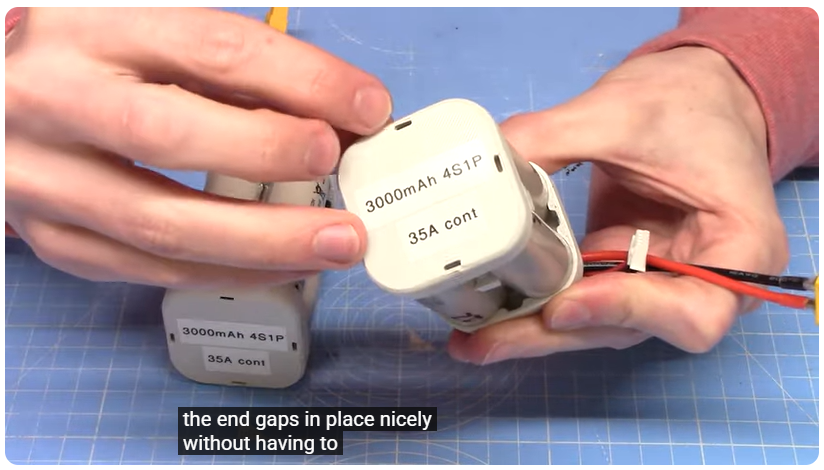 3000mAh 4S1P
35A cont
3000mAh 4S1P
35A cont
the end gaps in place nicely
without having to